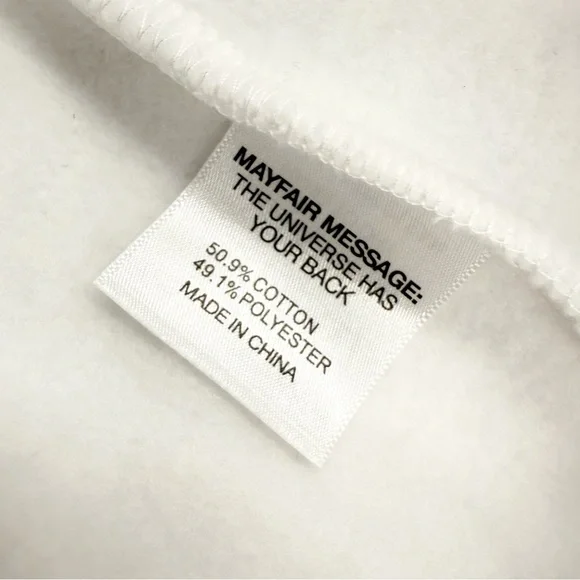 MAYFAIR MESSAGE:
THE UNIVERSE HAS
YOUR BACK
50.9% COTTON
49.1% POLYESTER
MADE IN CHINA